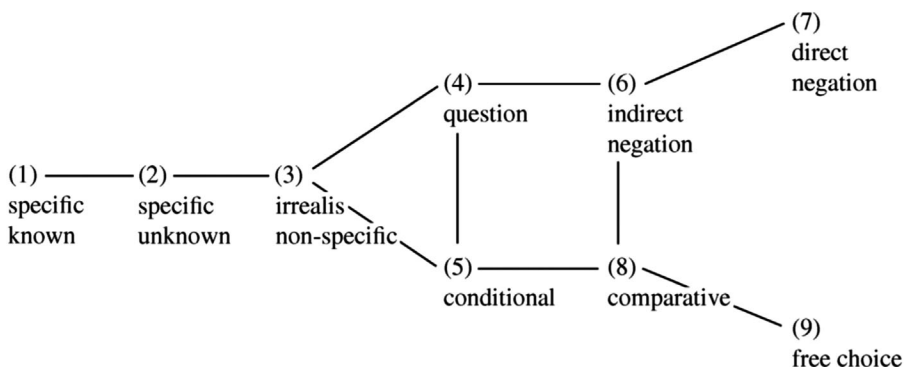 (7)
direct
negation
(4)
question
(6)
indirect
negation
(1)
specific
known
(2)
specific
unknown
(3)
irrealis
non-specific
(5)
conditional
(8)
comparative
(9)
free choice